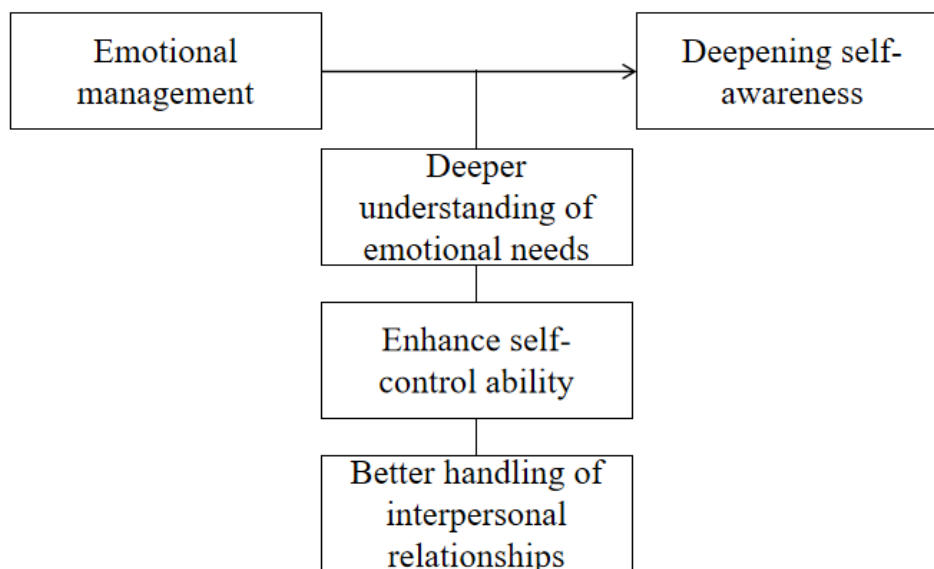 Emotional
management
Deepening self-
awareness
Deeper
understanding of
emotional needs
Enhance self-
control ability
Better handling of
interpersonal
relationships